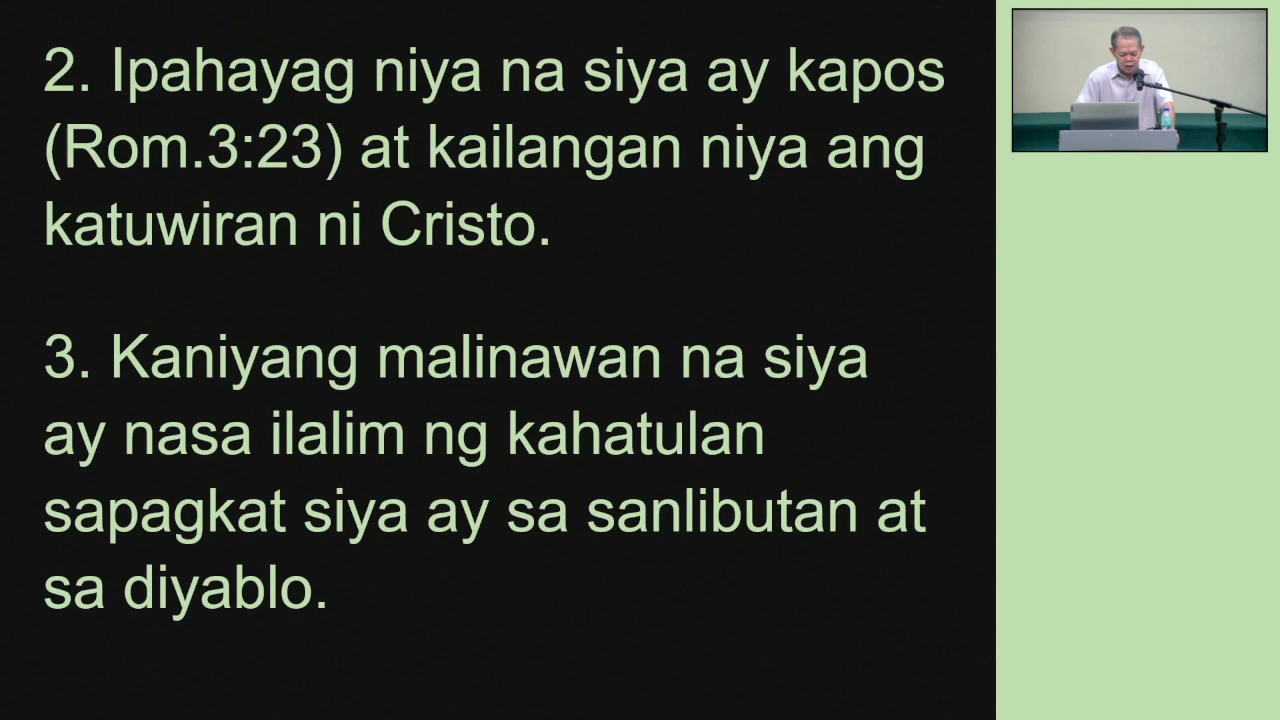 2. Ipahayag niya na siya ay kapos
(Rom.3:23) at kailangan niya ang
katuwiran ni Cristo.
3. Kaniyang malinawan na siya
ay nasa ilalim ng kahatulan
sapagkat siya ay sa sanlibutan at
sa diyablo.